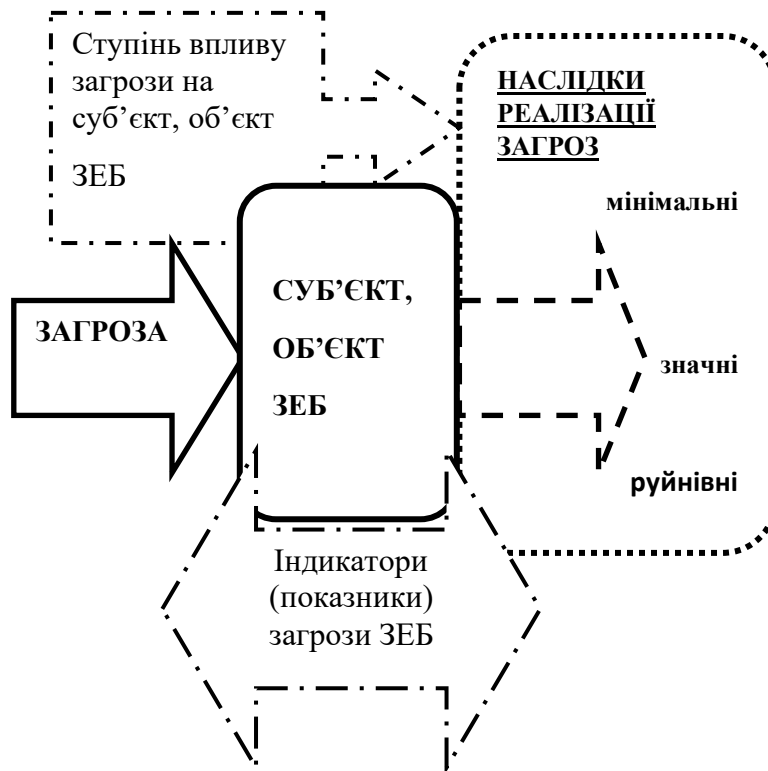 Ступінь впливу
загрози на
суб’єкт, об’єкт
ЗЕБ
НАСЛІДКИ
РЕАЛІЗАЦІЇ
ЗАГРОЗ
мінімальні
значні
руйнівні
ЗАГРОЗА
СУБ’ЄКТ,
ОБ’ЄКТ
ЗЕБ
Індикатори
(показники)
загрози ЗЕБ